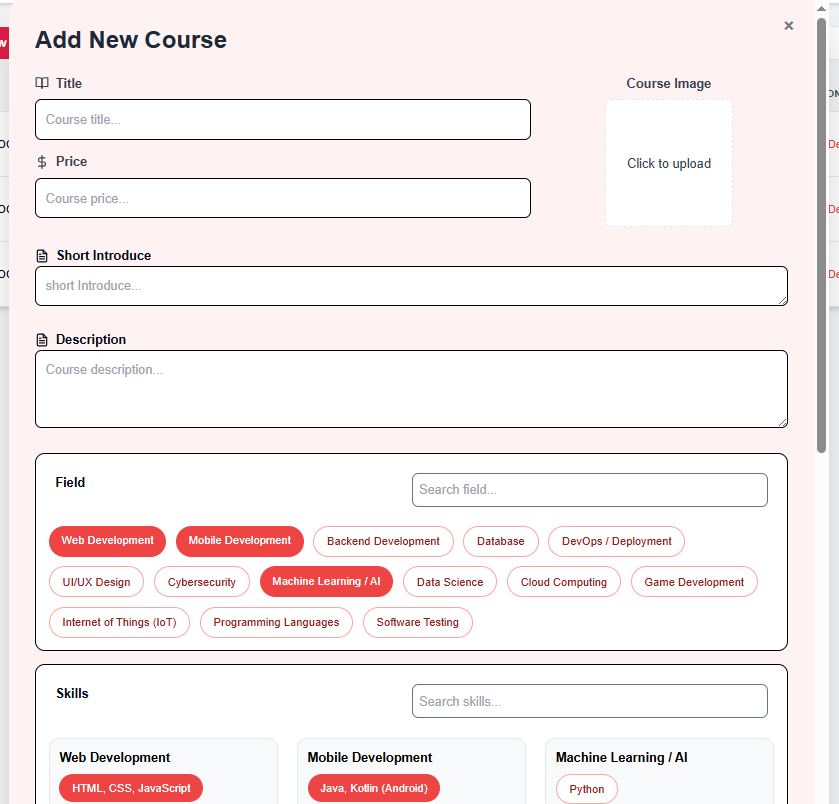 Add New Course
×
Title
Course Image
Course title...
Click to upload
$ Price
Course price...
Short Introduce
short Introduce...
Description
Course description...
Field
Search field...
Web Development
Mobile Development
Backend Development
Database
DevOps / Deployment
UI/UX Design
Cybersecurity
Machine Learning / AI
Data Science
Cloud Computing
Game Development
Internet of Things (IoT)
Programming Languages
Software Testing
Skills
Search skills...
Web Development
Mobile Development
Machine Learning / AI
HTML, CSS, JavaScript
Java, Kotlin (Android)
Python